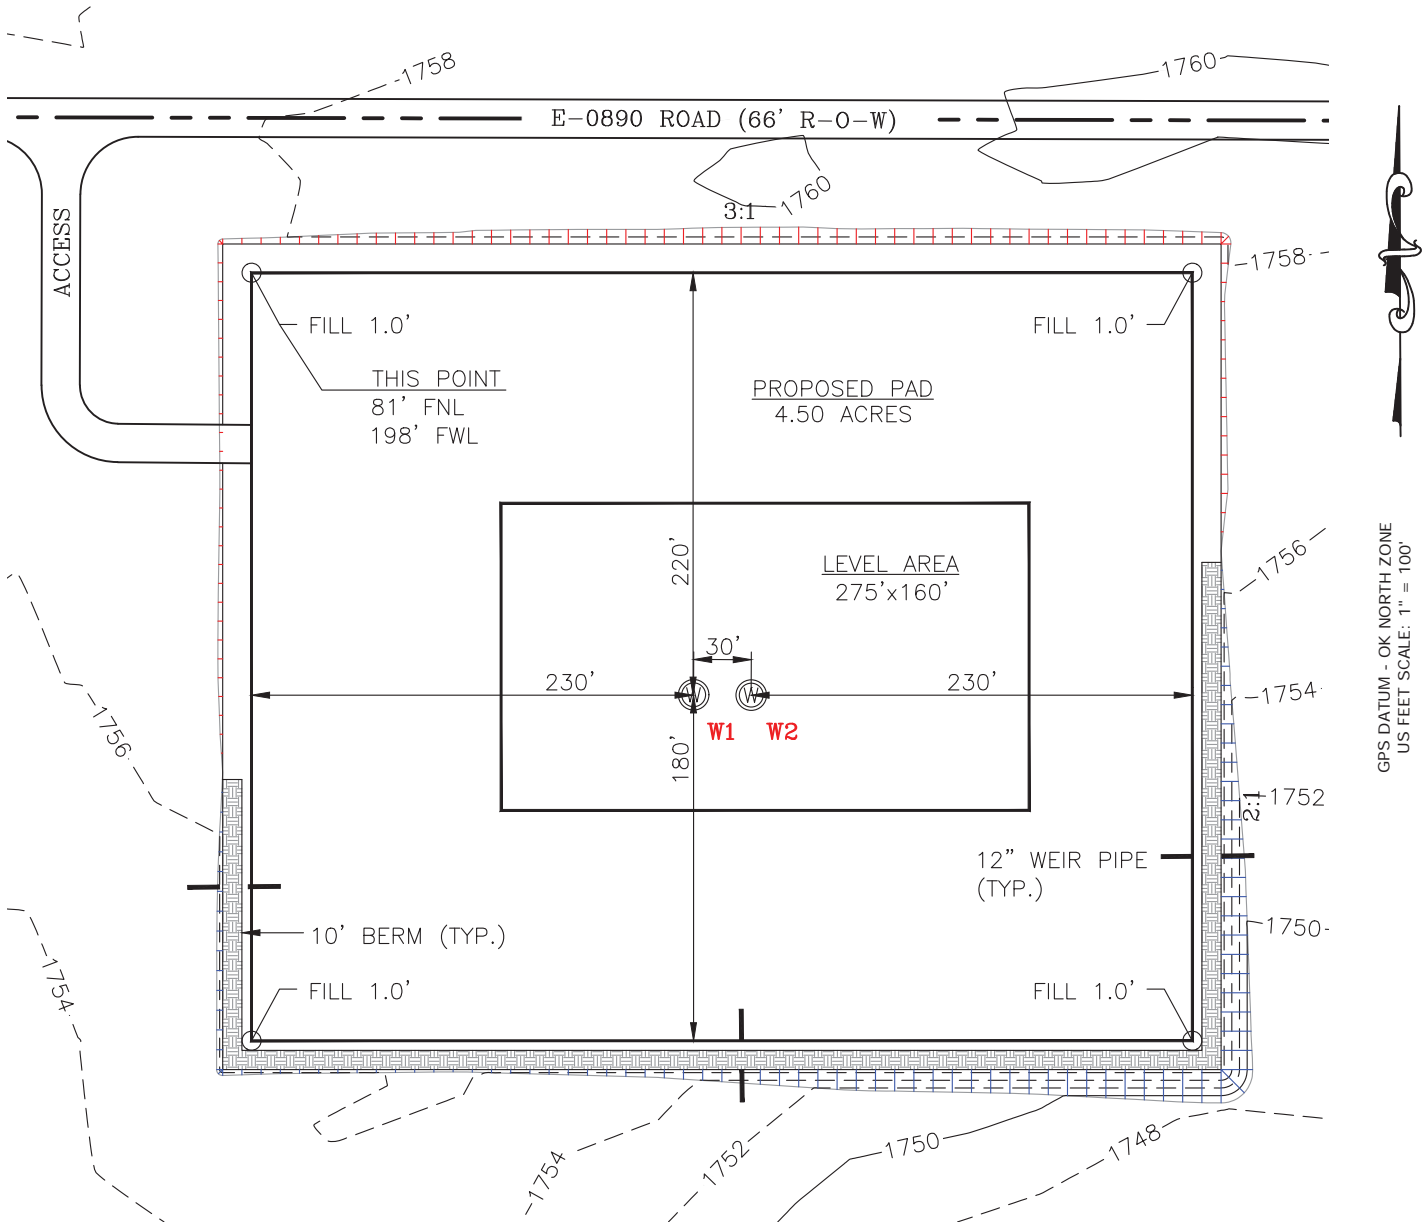 1758
1760
E-0890 ROAD (66' R-O-W)
1760
3:1
ACCESS
1758
FILL 1.0'
FILL 1.0'
THIS POINT
81' FNL
198' FWL
PROPOSED PAD
4.50 ACRES
220'
LEVEL AREA
275'x160'
1756
GPS DATUM - OK NORTH ZONE
US FEET SCALE: 1" = 100'
30'
230'
230'
W
W
1754
W1
W2
1756
180'
2:1
1752
12" WEIR PIPE
(TYP.)
10' BERM (TYP.)
1750
1754
FILL 1.0'
FILL 1.0'
1754
1752
1750
1748